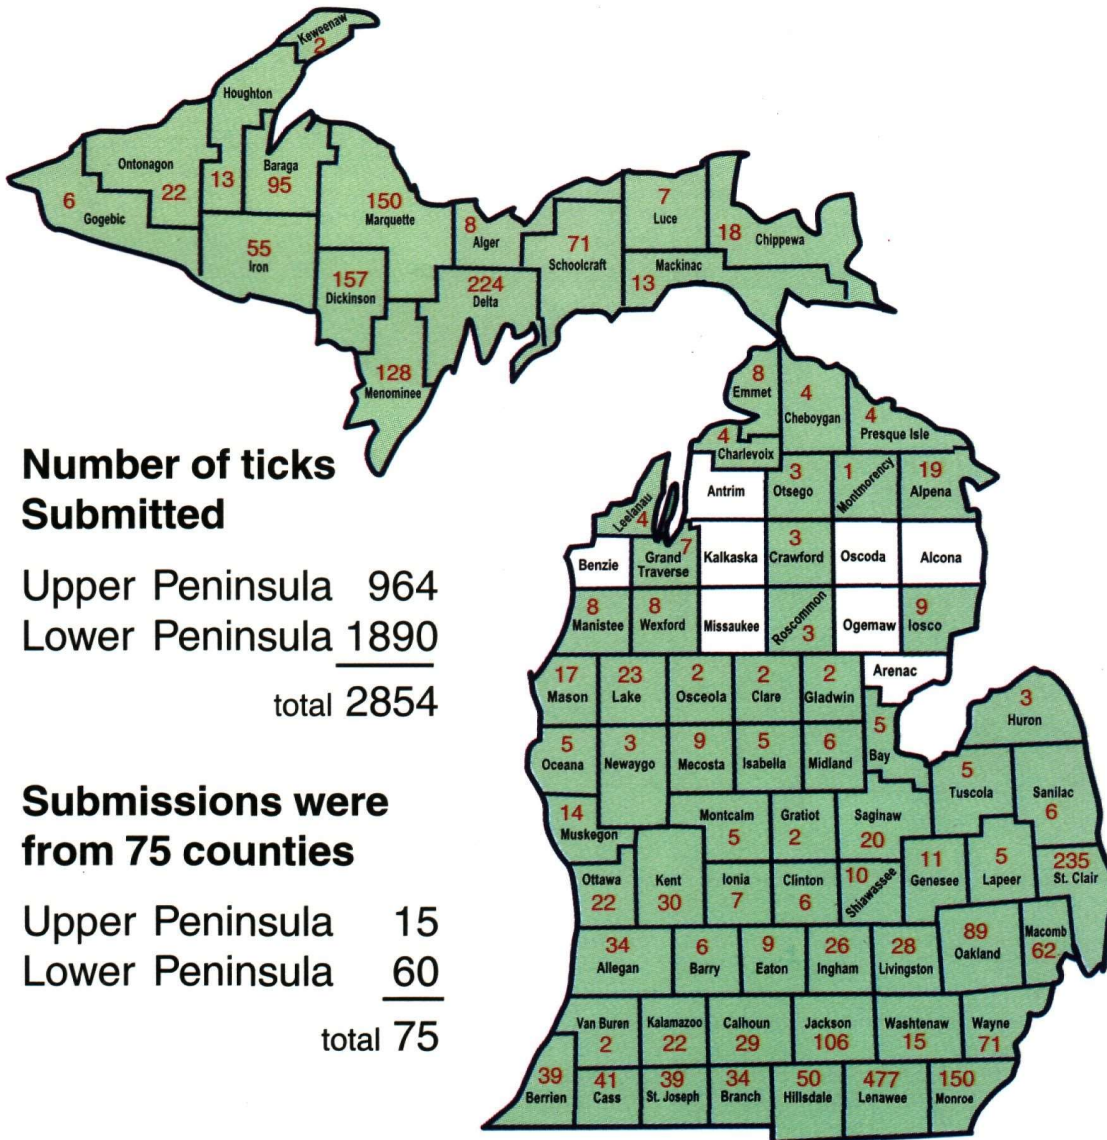 Keweenaw
2
Houghton
13
Ontonagon
22
Baraga
95
6
Gogebic
150
Marquette
8
Alger
71
Schoolcraft
7
Luce
18
Chippewa
Mackinac
13
55
Iron
157
Dickinson
224
Delta
128
Menominee
8
Emmet
4
Cheboygan
4
Presque Isle
4
Charlevoix
Number of ticks
Submitted
Upper Peninsula 964
Lower Peninsula 1890
total 2854
Submissions were
from 75 counties
Upper Peninsula 15
Lower Peninsula 60
total 75
Antrim
3
Otsego
1
Montmorency
19
Alpena
Leelanau
4
Benzie
7
Grand
Traverse
Kalkaska
3
Crawford
Oscoda
Alcona
8
Manistee
8
Wexford
Missaukee
Roscommon
3
Ogemaw
9
Iosco
17
Mason
23
Lake
2
Osceola
2
Clare
2
Gladwin
Arenac
5
Oceana
3
Newaygo
9
Mecosta
5
Isabella
6
Midland
5
Bay
3
Huron
5
Tuscola
Sanilac
6
14
Muskegon
Montcalm
5
Gratiot
2
Saginaw
20
Ottawa
22
Kent
30
Ionia
7
Clinton
6
10
Shiawassee
11
Genesee
5
Lapeer
235
St. Clair
34
Allegan
6
Barry
9
Eaton
26
Ingham
28
Livingston
89
Oakland
Macomb
62
Van Buren
2
Kalamazoo
22
Calhoun
29
Jackson
106
Washtenaw
15
Wayne
71
39
Berrien
41
Cass
39
St. Joseph
34
Branch
50
Hillsdale
477
Lenawee
150
Monroe